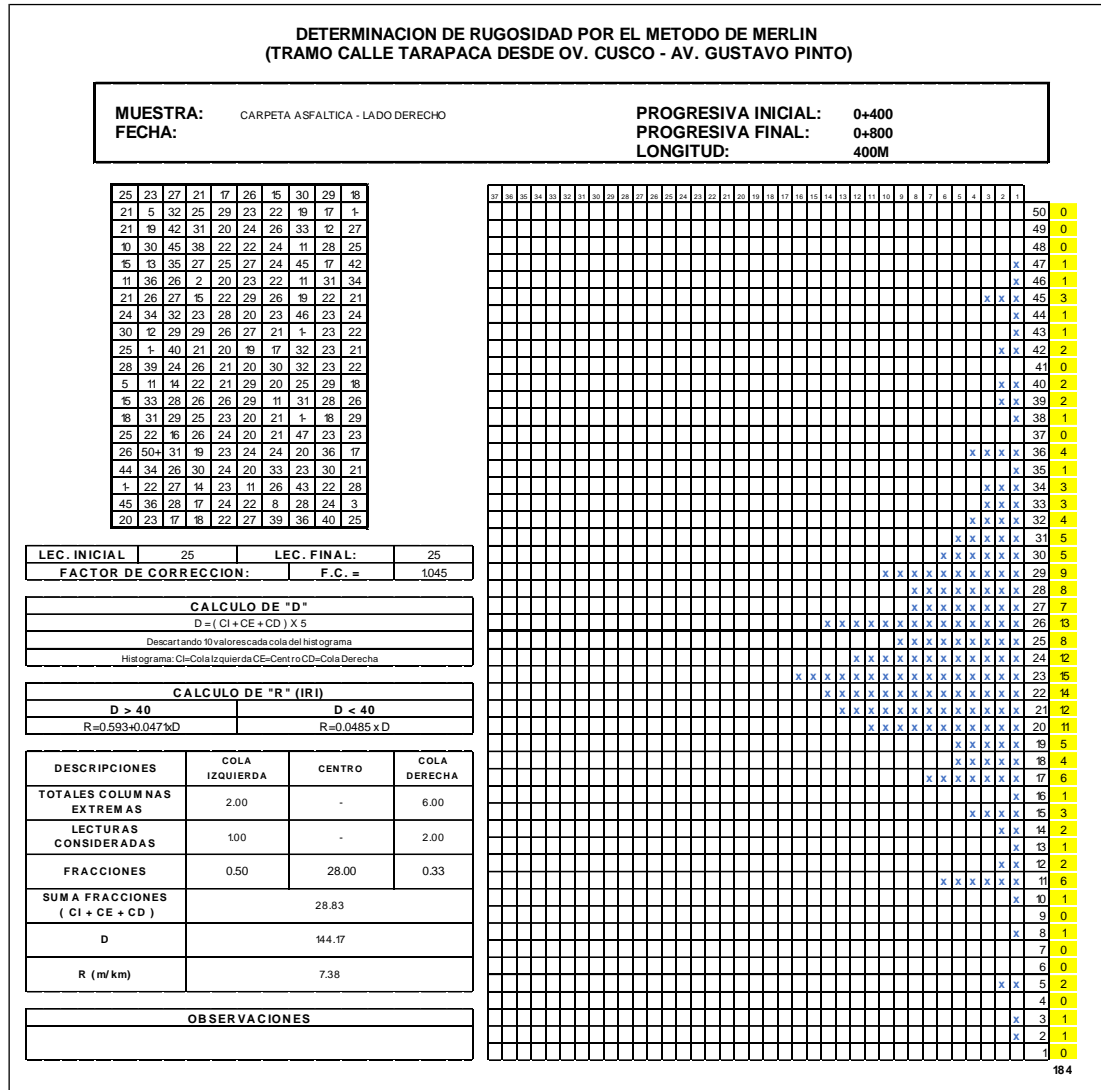 DETERMINACION DE RUGOSIDAD POR EL METODO DE MERLIN
(TRAMO CALLE TARAPACA DESDE OV. CUSCO - AV. GUSTAVO PINTO)
MUESTRA: CARPETA ASFALTICA - LADO DERECHO PROGRESIVA INICIAL: 0+400
FECHA: PROGRESIVA FINAL: 0+800
LONGITUD: 400M
25 23 27 21 17 26 15 30 29 18
21 5 32 25 29 23 22 19 17 1-
21 19 42 31 20 24 26 33 12 27
10 30 45 38 22 22 24 11 28 25
15 13 35 27 25 27 24 45 17 42
11 36 26 2 20 23 22 11 31 34
21 26 27 15 22 29 26 19 22 21
24 34 32 23 28 20 23 46 23 24
30 12 29 29 26 27 21 1- 23 22
25 1- 40 21 20 19 17 32 23 21
28 39 24 26 21 20 30 32 23 22
5 11 14 22 21 29 20 25 29 18
15 33 28 26 26 29 11 31 28 26
18 31 29 25 23 20 21 1- 18 29
25 22 16 26 24 20 21 47 23 23
26 50+ 31 19 23 24 24 20 36 17
44 34 26 30 24 20 33 23 30 21
1- 22 27 14 23 11 26 43 22 28
45 36 28 17 24 22 8 28 24 3
20 23 17 18 22 27 39 36 40 25
LEC. INICIAL 25 LEC. FINAL: 25
FACTOR DE CORRECCION: F.C. = 1.045
CALCULO DE "D"
D = ( CI + CE + CD ) X 5
Descartando 10 valores cada cola del histograma
Histograma: CI=Cola Izquierda CE=Centro CD=Cola Derecha
CALCULO DE "R" (IRI)
D > 40 D < 40
R=0.593+0.0471xD R=0.0485 x D
DESCRIPCIONES COLA IZQUIERDA CENTRO COLA DERECHA
TOTALES COLUMNAS EXTREMAS 2.00 - 6.00
LECTURAS CONSIDERADAS 1.00 - 2.00
FRACCIONES 0.50 28.00 0.33
SUMA FRACCIONES ( CI + CE + CD ) 28.83
D 144.17
R (m/km) 7.38
OBSERVACIONES
37 36 35 34 33 32 31 30 29 28 27 26 25 24 23 22 21 20 19 18 17 16 15 14 13 12 11 10 9 8 7 6 5 4 3 2 1
50 0
49 0
48 0
x 47 1
x 46 1
x x x 45 3
x 44 1
x 43 1
x x 42 2
41 0
x x 40 2
x x 39 2
x 38 1
37 0
x x x x 36 4
x 35 1
x x x 34 3
x x x 33 3
x x x x 32 4
x x x x x 31 5
x x x x x x 30 5
x x x x x x x x x x 29 9
x x x x x x x x 28 8
x x x x x x x x 27 7
x x x x x x x x x x x x x x 26 13
x x x x x x x x x 25 8
x x x x x x x x x x x x 24 12
x x x x x x x x x x x x x x x x 23 15
x x x x x x x x x x x x x x 22 14
x x x x x x x x x x x x x 21 12
x x x x x x x x x x x 20 11
x x x x x 19 5
x x x x x 18 4
x x x x x x x 17 6
x 16 1
x x x x 15 3
x x 14 2
x 13 1
x x 12 2
x x x x x x 11 6
x 10 1
9 0
x 8 1
7 0
6 0
x x 5 2
4 0
x 3 1
x 2 1
1 0
184